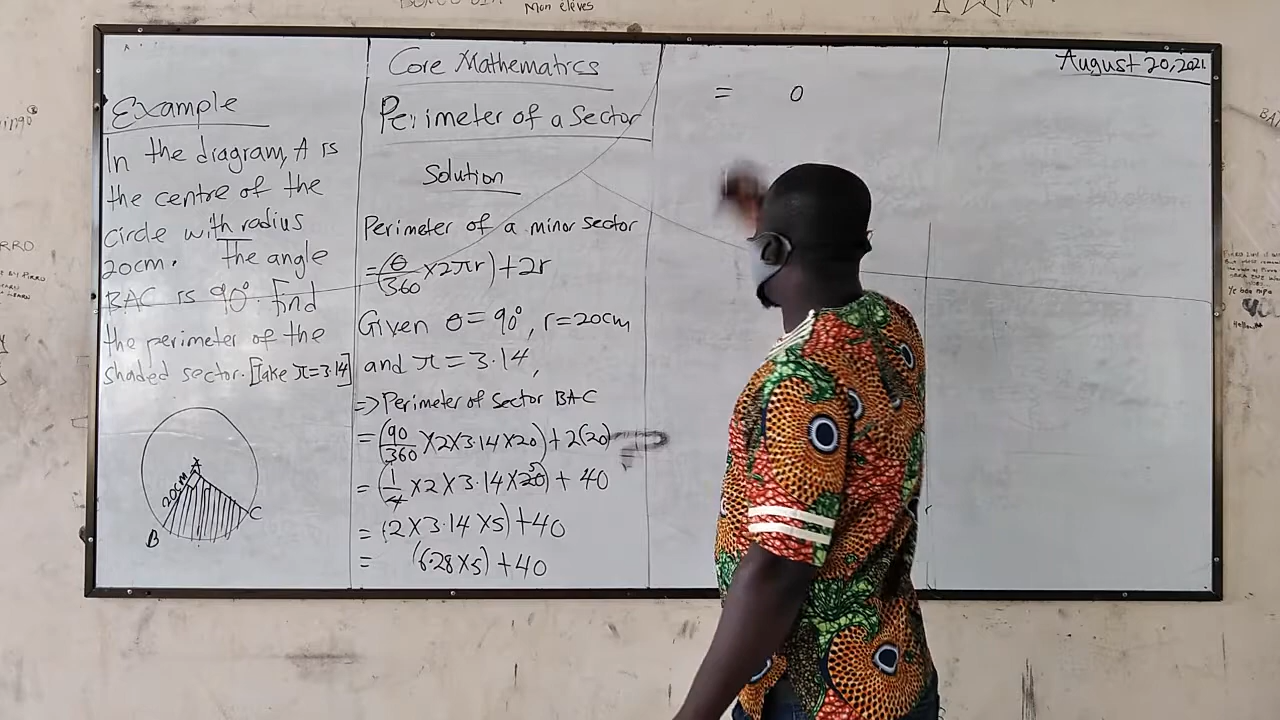 Mon élèves
August 20, 2021
Example
In the diagram, A is
the centre of the
circle with radius
20cm. The angle
BAC is 90°. Find
the perimeter of the
shaded sector. [Take π=3.14]
A
20cm
B
C
Core Mathematics
Perimeter of a Sector
Solution
Perimeter of a minor sector
=(θ/360 ×2πr)+2r
Given θ=90°, r=20cm
and π=3.14,
=> Perimeter of Sector BAC
=(90/360 ×2×3.14×20)+2(20)
=(1/4 ×2×3.14×20 5)+ 40
=(2×3.14×5)+40
= (6.28×5)+40
= 0